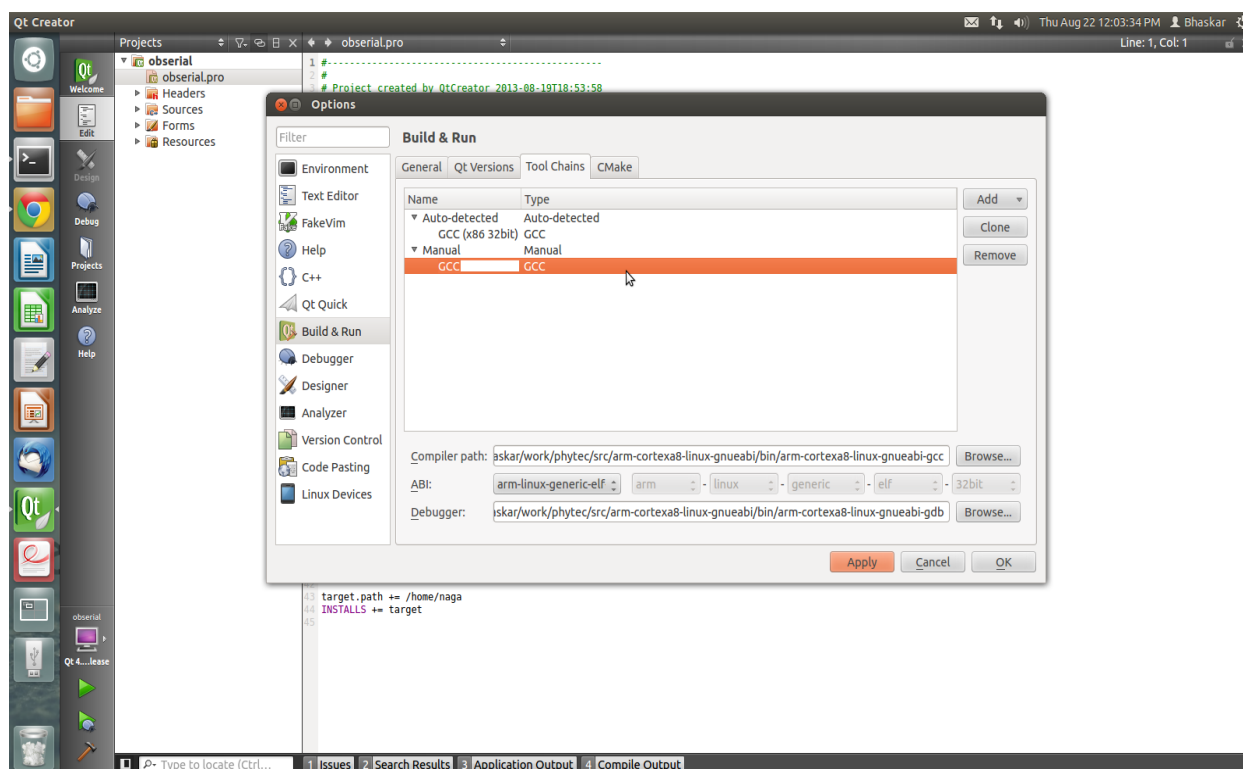 Qt Creator
Thu Aug 22 12:03:34 PM Bhaskar
Projects
obserial.pro
Line: 1, Col: 1
Welcome
Edit
Design
Debug
Projects
Analyze
Help
obserial
Qt 4....lease
obserial
obserial.pro
Headers
Sources
Forms
Resources
1 #----------------------------------------------------
2 #
3 # Project created by QtCreator 2013-08-19T18:53:58
Options
Filter
Environment
Text Editor
FakeVim
Help
C++
Qt Quick
Build & Run
Debugger
Designer
Analyzer
Version Control
Code Pasting
Linux Devices
Build & Run
General Qt Versions Tool Chains CMake
Name Type
Auto-detected Auto-detected
GCC (x86 32bit) GCC
Manual Manual
GCC GCC
Add
Clone
Remove
Compiler path: askar/work/phytec/src/arm-cortexa8-linux-gnueabi/bin/arm-cortexa8-linux-gnueabi-gcc Browse...
ABI: arm-linux-generic-elf arm - linux - generic - elf - 32bit
Debugger: askar/work/phytec/src/arm-cortexa8-linux-gnueabi/bin/arm-cortexa8-linux-gnueabi-gdb Browse...
Apply Cancel OK
42
43 target.path += /home/naga
44 INSTALLS += target
45
Type to locate (Ctrl...
1 Issues 2 Search Results 3 Application Output 4 Compile Output